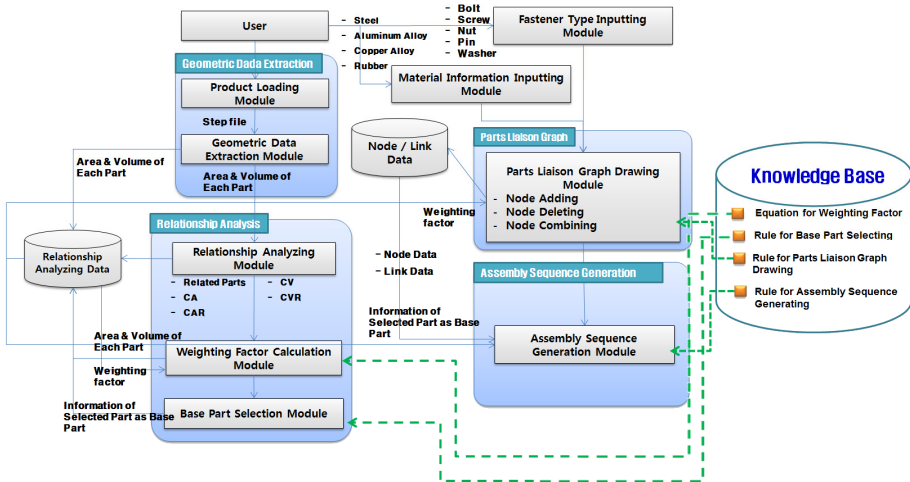 User
- Steel
- Aluminum Alloy
- Copper Alloy
- Rubber
- Bolt
- Screw
- Nut
- Pin
- Washer
Fastener Type Inputting
Module
Material Information Inputting
Module
Geometric Dada Extraction
Product Loading
Module
Step file
Geometric Data
Extraction Module
Area & Volume of
Each Part
Area & Volume of
Each Part
Node / Link
Data
Parts Liaison Graph
Parts Liaison Graph Drawing
Module
- Node Adding
- Node Deleting
- Node Combining
Weighting
factor
Knowledge Base
Equation for Weighting Factor
Rule for Base Part Selecting
Rule for Parts Liaison Graph
Drawing
Rule for Assembly Sequence
Generating
Relationship Analysis
Relationship
Analyzing Data
Relationship Analyzing
Module
- Related Parts
- CA
- CAR
- CV
- CVR
- Node Data
- Link Data
Assembly Sequence Generation
Information of
Selected Part as Base
Part
Assembly Sequence
Generation Module
Area & Volume of
Each Part
Weighting Factor Calculation
Module
Weighting
factor
Information of
Selected Part as Base
Part
Base Part Selection Module